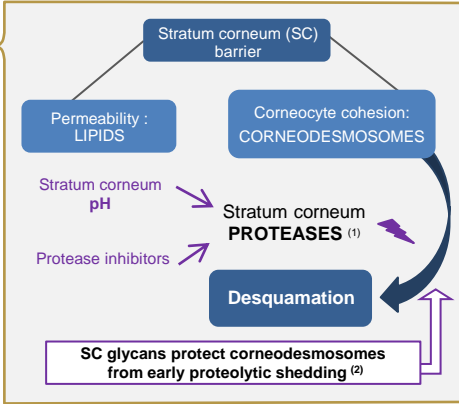 Stratum corneum (SC)
barrier
Permeability :
LIPIDS
Corneocyte cohesion:
CORNEODESMOSOMES
Stratum corneum
pH
Protease inhibitors
Stratum corneum
PROTEASES (1)
Desquamation
SC glycans protect corneodesmosomes
from early proteolytic shedding (2)